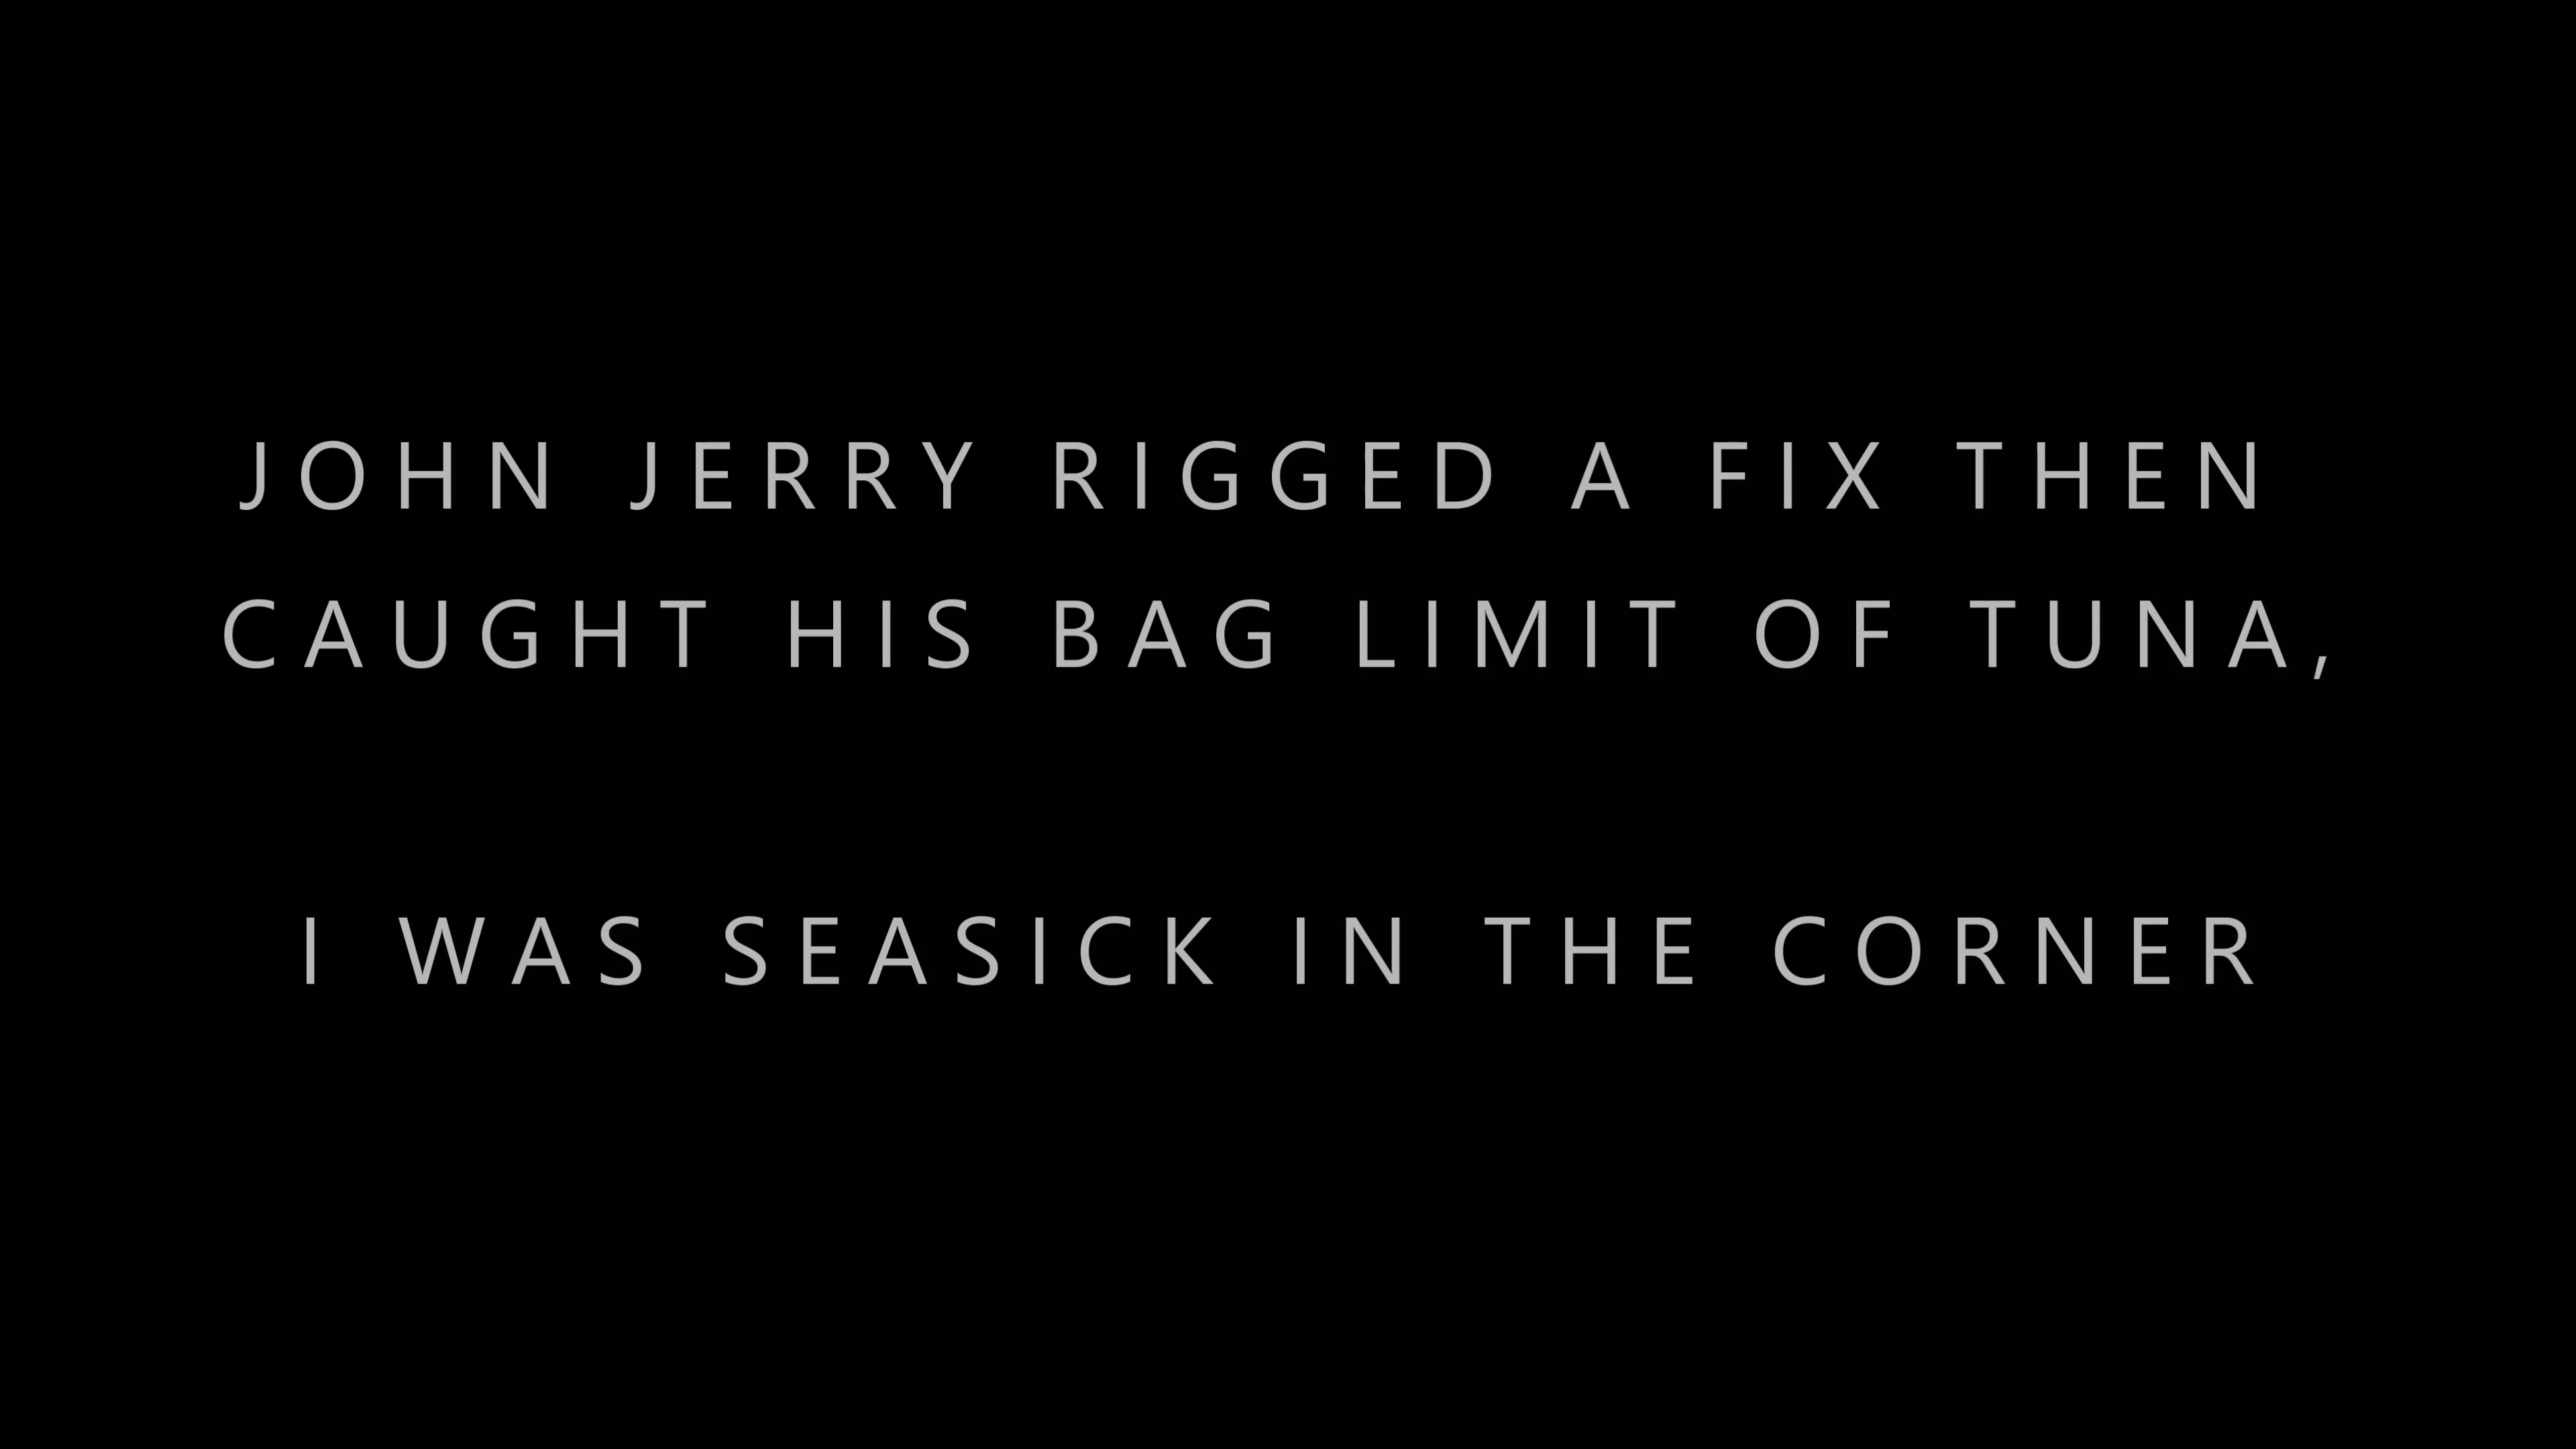 JOHN JERRY RIGGED A FIX THEN
CAUGHT HIS BAG LIMIT OF TUNA,
I WAS SEASICK IN THE CORNER